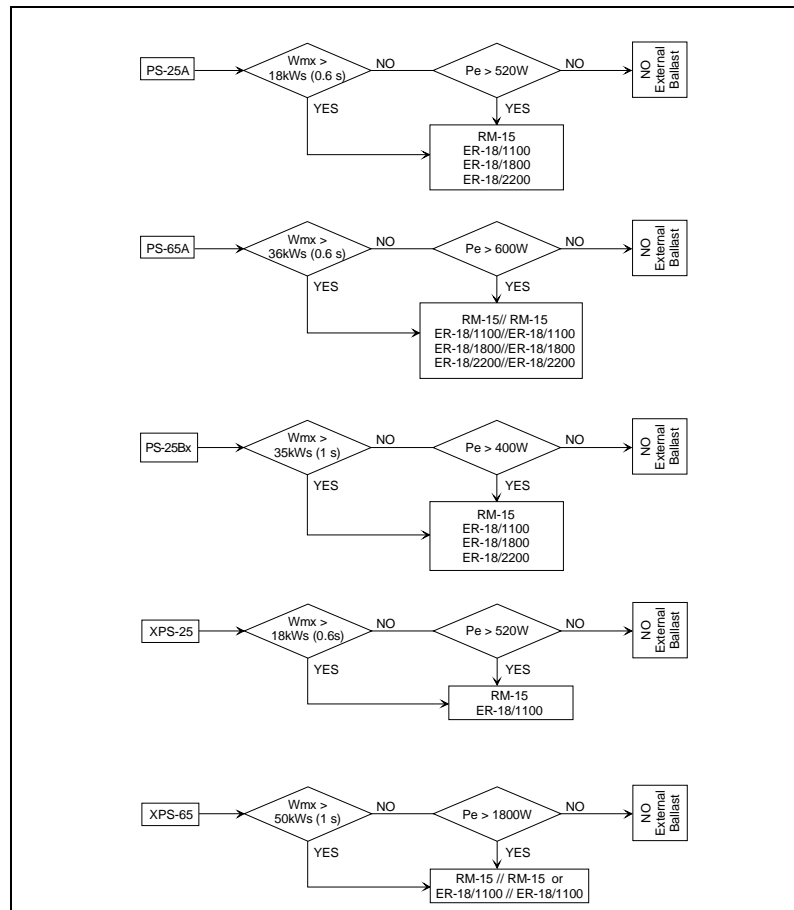 PS-25A
Wmx >
18kWs (0.6 s)
NO
Pe > 520W
NO
NO
External
Ballast
YES
YES
RM-15
ER-18/1100
ER-18/1800
ER-18/2200
PS-65A
Wmx >
36kWs (0.6 s)
NO
Pe > 600W
NO
NO
External
Ballast
YES
YES
RM-15// RM-15
ER-18/1100//ER-18/1100
ER-18/1800//ER-18/1800
ER-18/2200//ER-18/2200
PS-25Bx
Wmx >
35kWs (1 s)
NO
Pe > 400W
NO
NO
External
Ballast
YES
YES
RM-15
ER-18/1100
ER-18/1800
ER-18/2200
XPS-25
Wmx >
18kWs (0.6s)
NO
Pe > 520W
NO
NO
External
Ballast
YES
YES
RM-15
ER-18/1100
XPS-65
Wmx >
50kWs (1 s)
NO
Pe > 1800W
NO
NO
External
Ballast
YES
YES
RM-15 // RM-15 or
ER-18/1100 // ER-18/1100